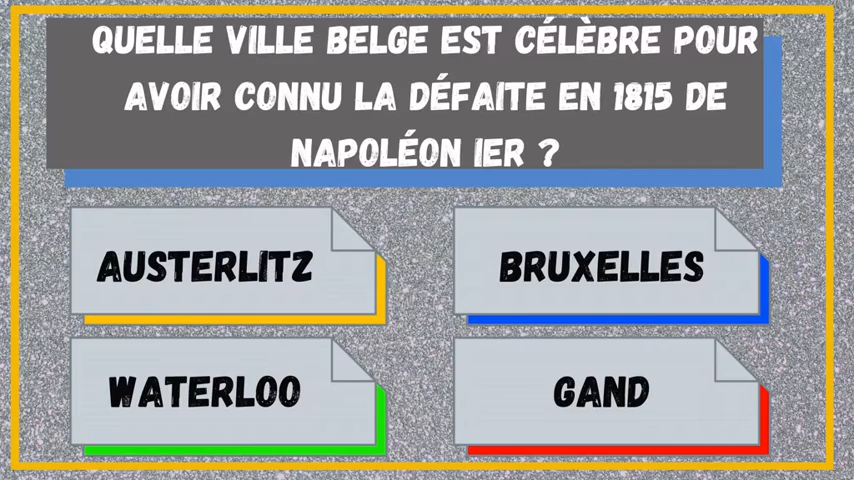 QUELLE VILLE BELGE EST CÉLÈBRE POUR
AVOIR CONNU LA DÉFAITE EN 1815 DE
NAPOLÉON IER ?
AUSTERLITZ
BRUXELLES
WATERLOO
GAND